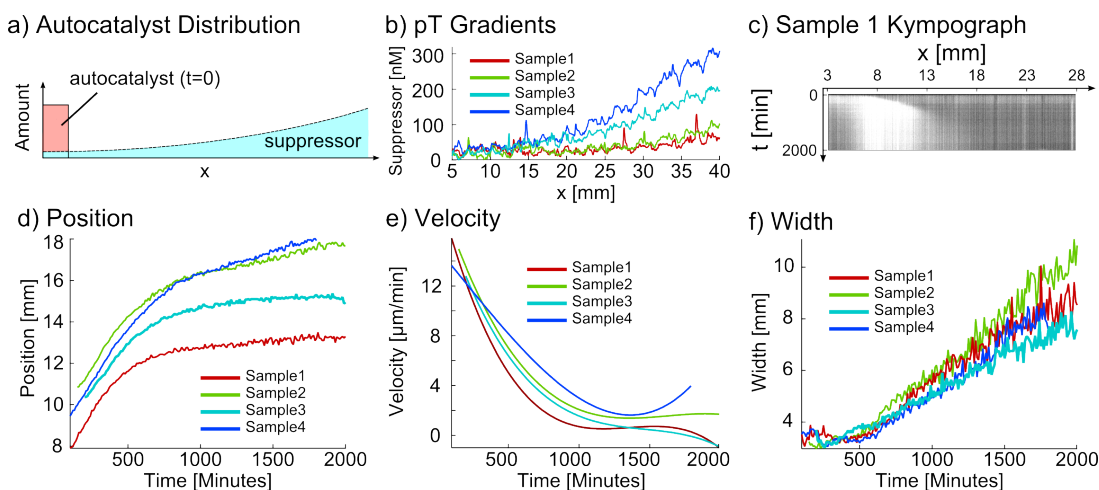 a) Autocatalyst Distribution
autocatalyst (t=0)
Amount
suppressor
x
b) pT Gradients
Suppressor [nM]
300
200
100
0
Sample1
Sample2
Sample3
Sample4
5 10 15 20 25 30 35 40
x [mm]
c) Sample 1 Kympograph
x [mm]
3 8 13 18 23 28
t [min]
0
2000
d) Position
Position [mm]
18
16
14
12
10
8
Sample1
Sample2
Sample3
Sample4
500 1000 1500 2000
Time [Minutes]
e) Velocity
Velocity [µm/min]
12
8
4
0
Sample1
Sample2
Sample3
Sample4
500 1000 1500 2000
Time [Minutes]
f) Width
Width [mm]
10
8
6
4
Sample1
Sample2
Sample3
Sample4
0 500 1000 1500 2000
Time [Minutes]